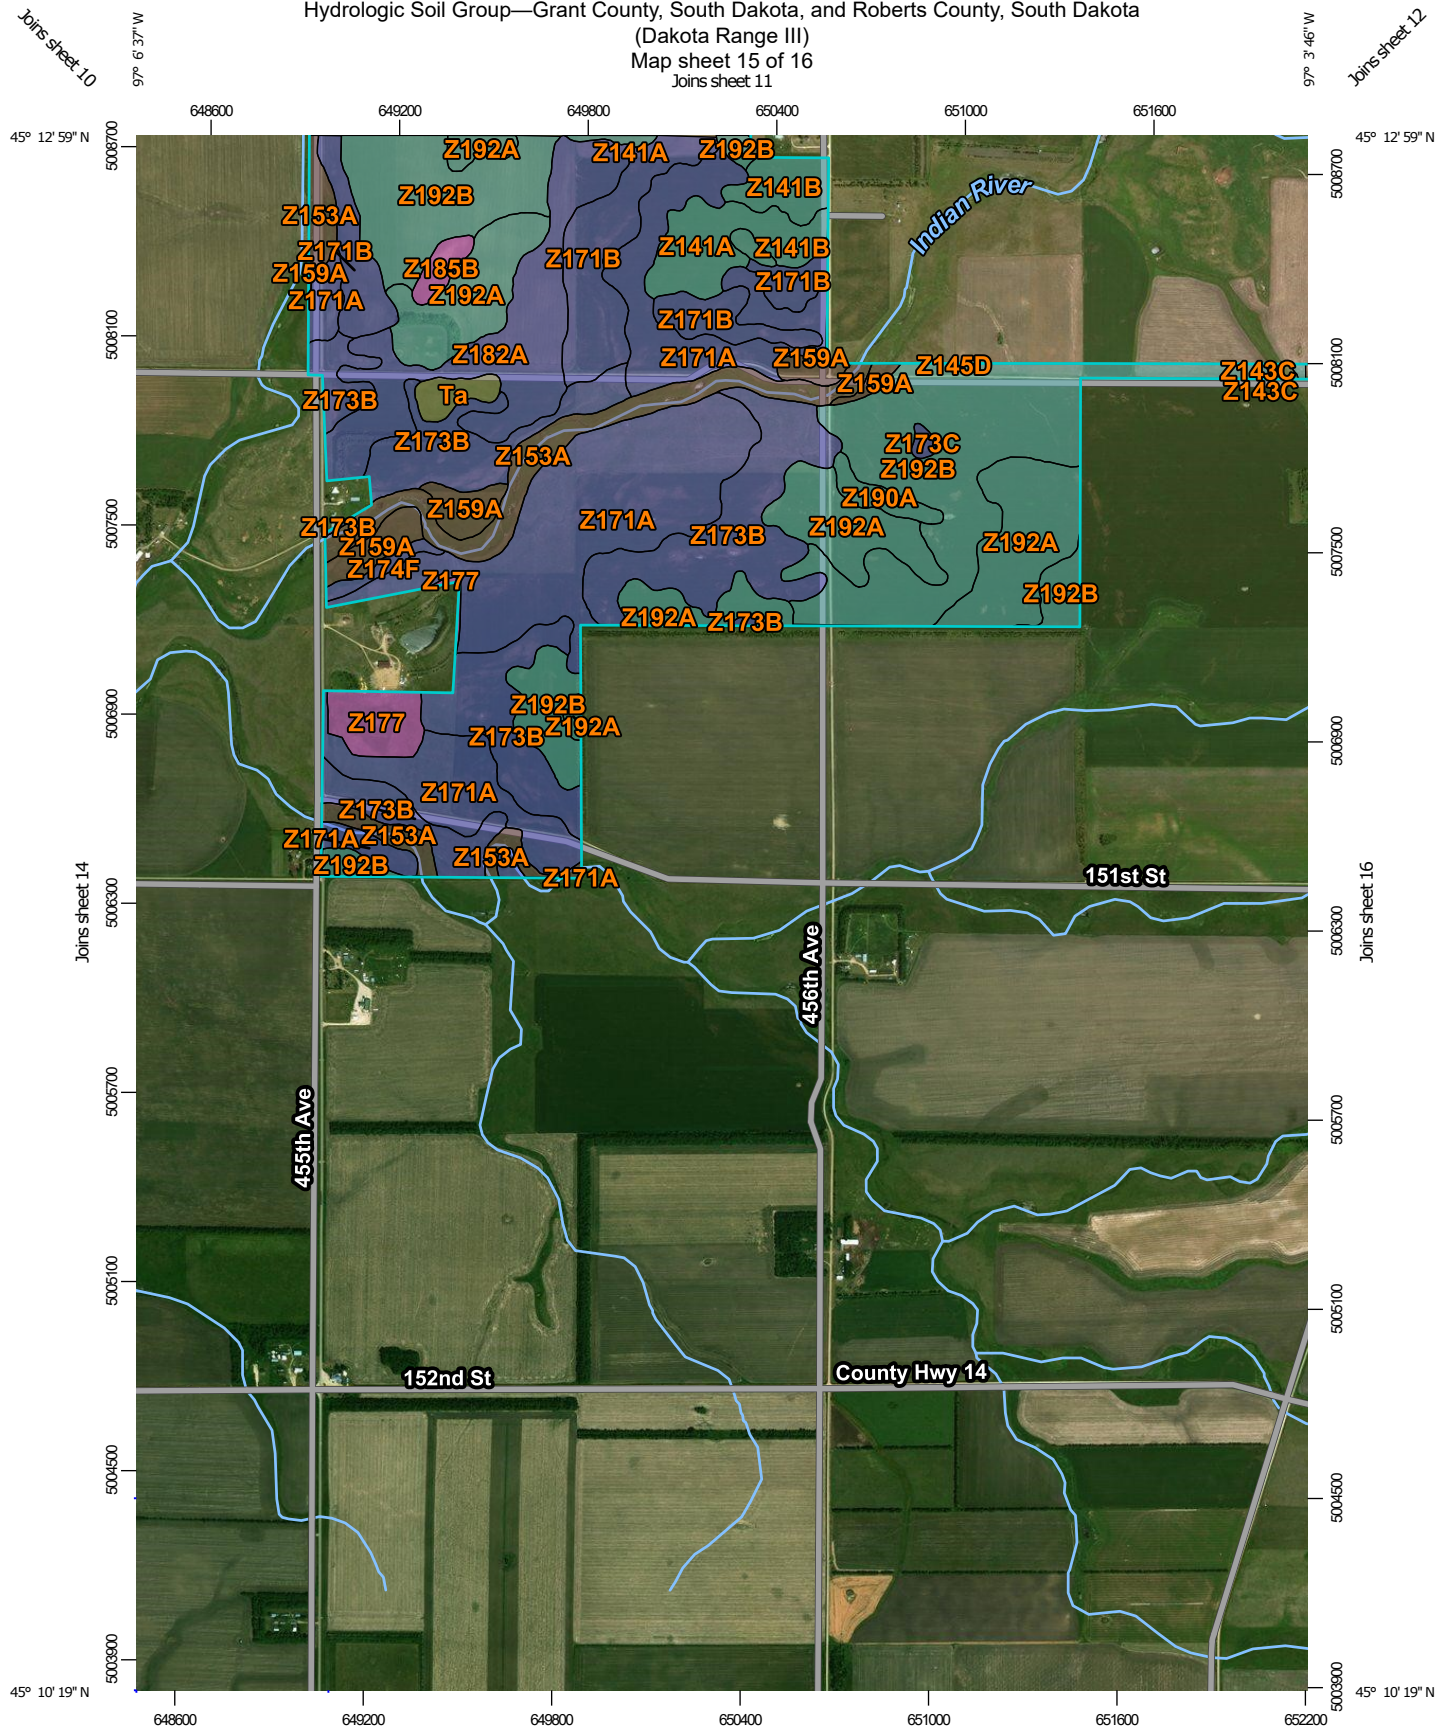 Hydrologic Soil Group—Grant County, South Dakota, and Roberts County, South Dakota
(Dakota Range III)
Map sheet 15 of 16
Joins sheet 10
Joins sheet 11
Joins sheet 12
97° 6' 37'' W
97° 3' 46'' W
648600
649200
649800
650400
651000
651600
45° 12' 59'' N
45° 12' 59'' N
5008700
5008700
Z192A
Z141A
Z192B
Z192B
Z141B
Indian River
Z153A
Z171B
Z141A
Z141B
Z159A
Z185B
Z171B
Z171B
Z171A
Z192A
Z171B
5008100
5008100
Z182A
Z171A
Z159A
Z145D
Z143C
Z159A
Z143C
Z173B
Ta
Z173B
Z153A
Z173C
Z192B
Z190A
Z159A
Z171A
Z173B
Z192A
Z173B
5007500
5007500
Z159A
Z192A
Z174F
Z177
Z192B
Z192A
Z173B
Z192B
Z177
Z192A
Z173B
5006900
5006900
Z171A
Z173B
Z171A
Z153A
Z153A
Z192B
Z171A
151st St
Joins sheet 14
Joins sheet 16
5006300
5006300
456th Ave
455th Ave
5005700
5005700
5005100
5005100
152nd St
County Hwy 14
5004500
5004500
5003900
5003900
45° 10' 19'' N
45° 10' 19'' N
648600
649200
649800
650400
651000
651600
652200